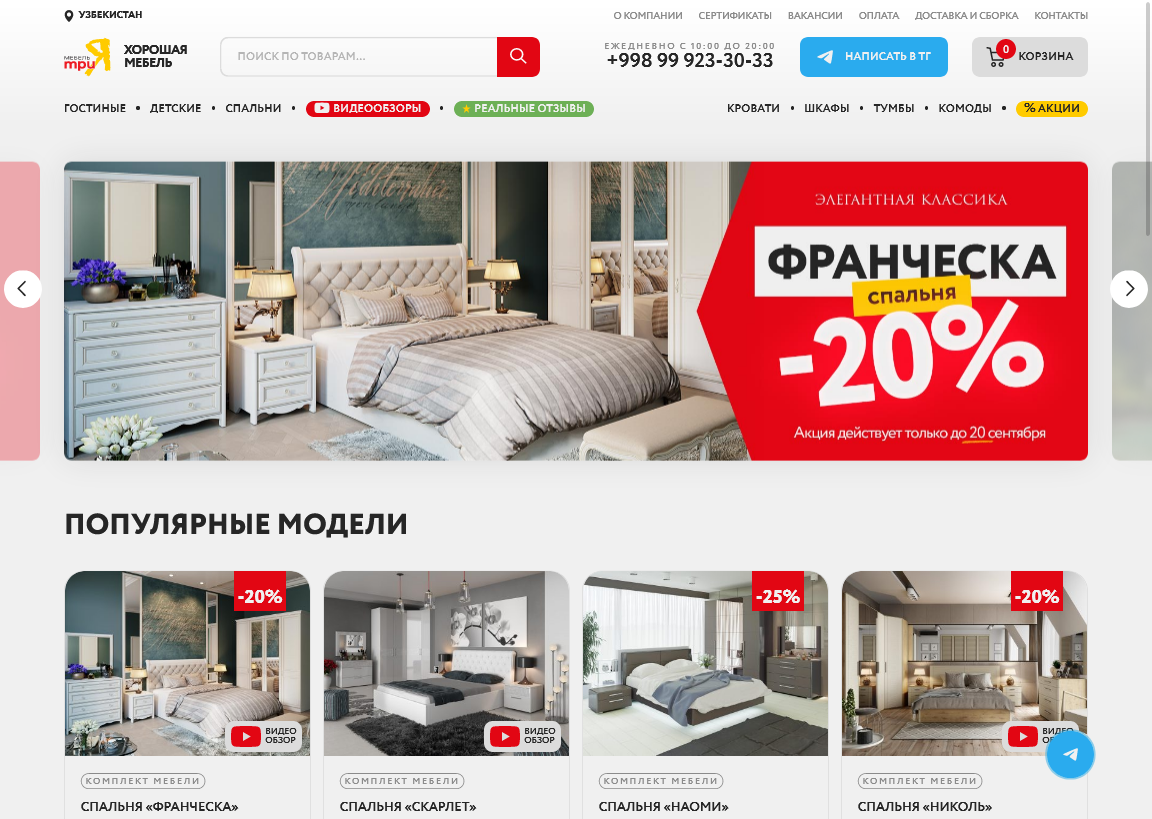 УЗБЕКИСТАН
О КОМПАНИИ СЕРТИФИКАТЫ ВАКАНСИИ ОПЛАТА ДОСТАВКА И СБОРКА КОНТАКТЫ
МЕБЕЛЬ
триЯ
ХОРОШАЯ
МЕБЕЛЬ
ПОИСК ПО ТОВАРАМ...
ЕЖЕДНЕВНО С 10:00 ДО 20:00
+998 99 923-30-33
НАПИСАТЬ В ТГ
0
КОРЗИНА
ГОСТИНЫЕ • ДЕТСКИЕ • СПАЛЬНИ • ВИДЕООБЗОРЫ • РЕАЛЬНЫЕ ОТЗЫВЫ
КРОВАТИ • ШКАФЫ • ТУМБЫ • КОМОДЫ • % АКЦИИ
ЭЛЕГАНТНАЯ КЛАССИКА
ФРАНЧЕСКА
спальня
-20%
Акция действует только до 20 сентября
ПОПУЛЯРНЫЕ МОДЕЛИ
-20%
ВИДЕО
ОБЗОР
КОМПЛЕКТ МЕБЕЛИ
СПАЛЬНЯ «ФРАНЧЕСКА»
ВИДЕО
ОБЗОР
КОМПЛЕКТ МЕБЕЛИ
СПАЛЬНЯ «СКАРЛЕТ»
-25%
КОМПЛЕКТ МЕБЕЛИ
СПАЛЬНЯ «НАОМИ»
-20%
ВИДЕО
КОМПЛЕКТ МЕБЕЛИ
СПАЛЬНЯ «НИКОЛЬ»